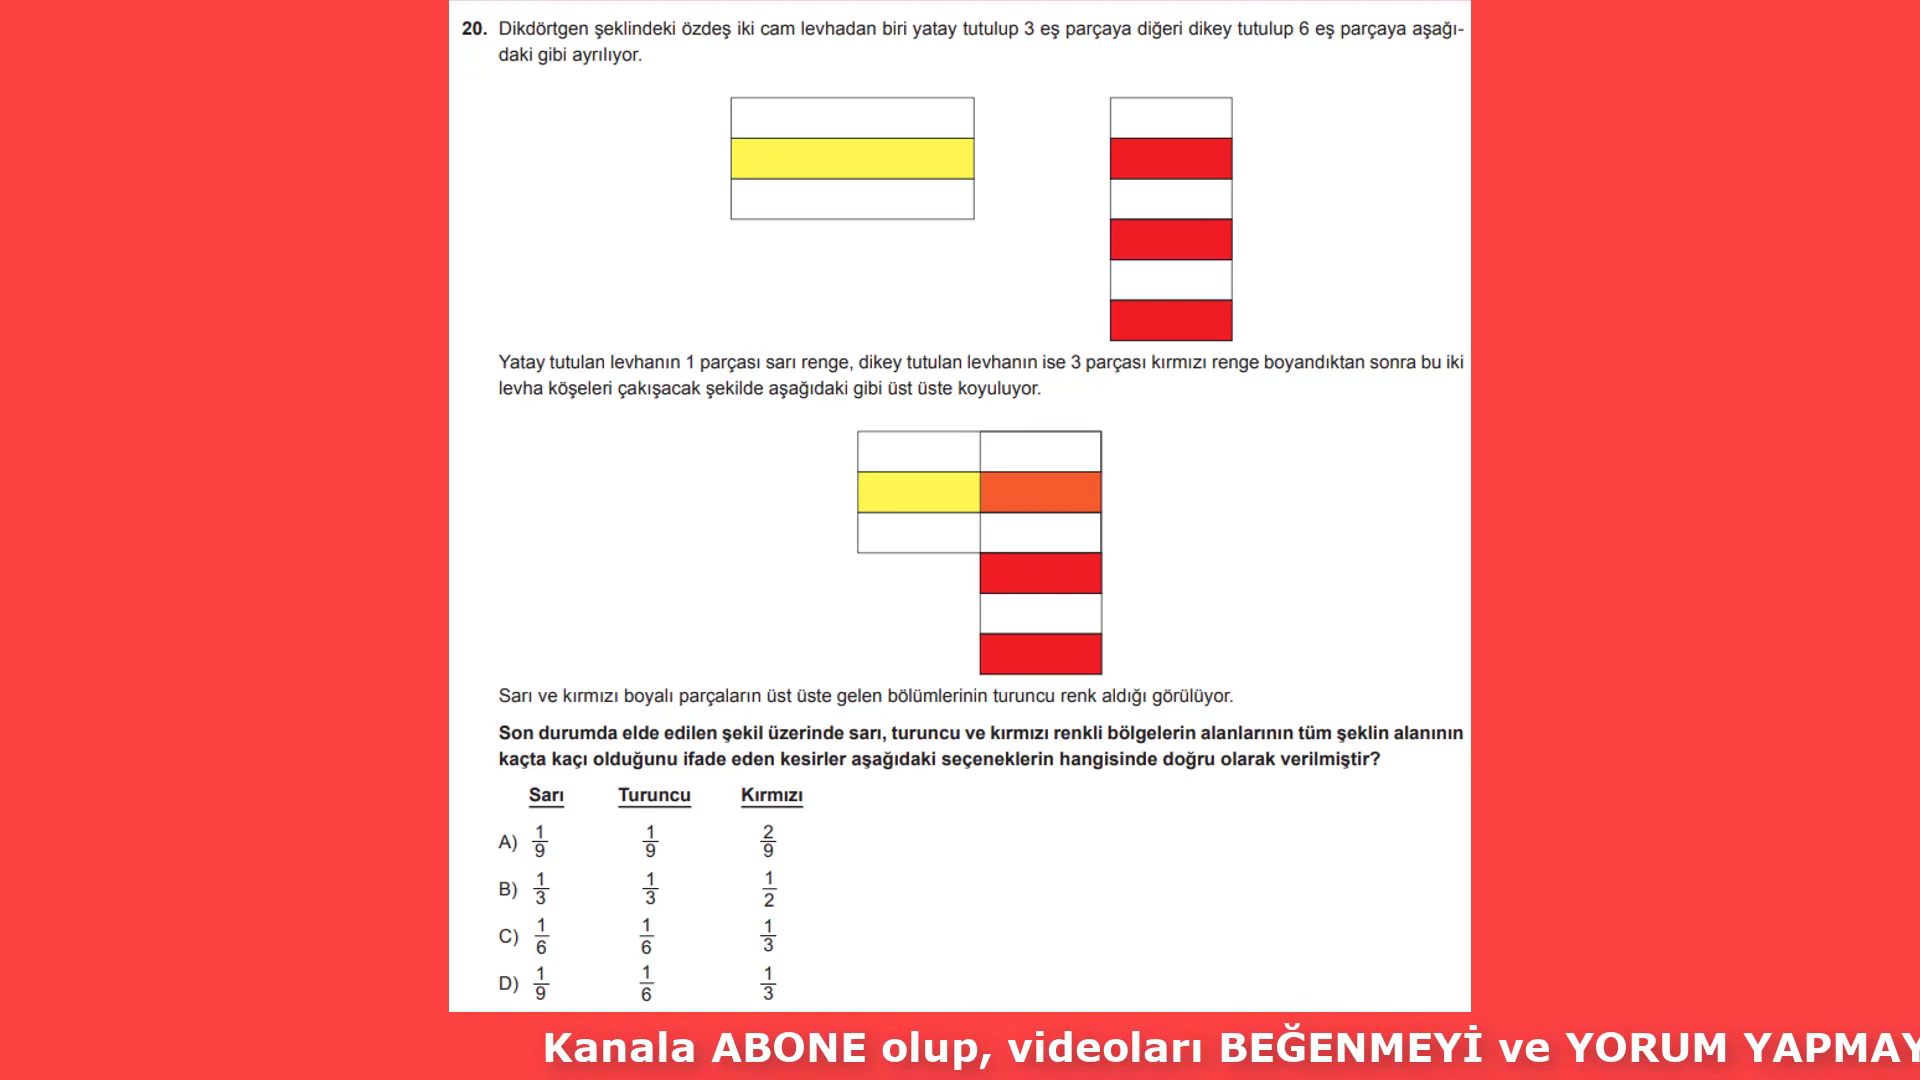 20. Dikdörtgen şeklindeki özdeş iki cam levhadan biri yatay tutulup 3 eş parçaya diğeri dikey tutulup 6 eş parçaya aşağı-
daki gibi ayrılıyor.
Yatay tutulan levhanın 1 parçası sarı renge, dikey tutulan levhanın ise 3 parçası kırmızı renge boyandıktan sonra bu iki
levha köşeleri çakışacak şekilde aşağıdaki gibi üst üste koyuluyor.
Sarı ve kırmızı boyalı parçaların üst üste gelen bölümlerinin turuncu renk aldığı görülüyor.
Son durumda elde edilen şekil üzerinde sarı, turuncu ve kırmızı renkli bölgelerin alanlarının tüm şeklin alanının
kaçta kaçı olduğunu ifade eden kesirler aşağıdaki seçeneklerin hangisinde doğru olarak verilmiştir?
Sarı Turuncu Kırmızı
A) 1/9 1/9 2/9
B) 1/3 1/3 1/2
C) 1/6 1/6 1/3
D) 1/9 1/6 1/3
Kanala ABONE olup, videoları BEĞENMEYİ ve YORUM YAPMAY